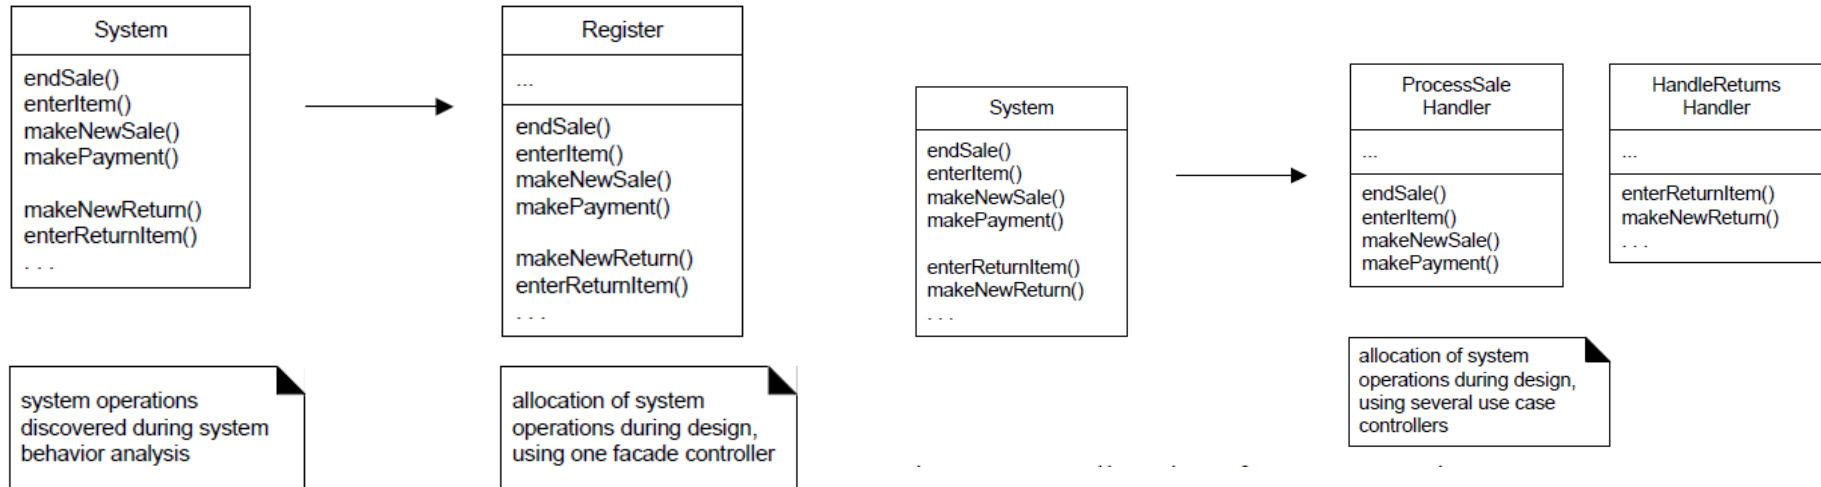 System
endSale()
enterItem()
makeNewSale()
makePayment()
makeNewReturn()
enterReturnItem()
. . .
system operations
discovered during system
behavior analysis
Register
...
endSale()
enterItem()
makeNewSale()
makePayment()
makeNewReturn()
enterReturnItem()
. . .
allocation of system
operations during design,
using one facade controller
System
endSale()
enterItem()
makeNewSale()
makePayment()
enterReturnItem()
makeNewReturn()
. . .
ProcessSale
Handler
...
endSale()
enterItem()
makeNewSale()
makePayment()
HandleReturns
Handler
...
enterReturnItem()
makeNewReturn()
. . .
allocation of system
operations during design,
using several use case
controllers